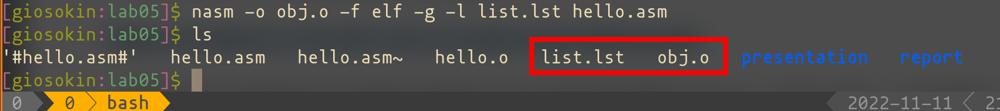 [giosokin:lab05]$ nasm -o obj.o -f elf -g -l list.lst hello.asm
[giosokin:lab05]$ ls
'#hello.asm#' hello.asm hello.asm~ hello.o list.lst obj.o presentation report
[giosokin:lab05]$
0 0 bash 2022-11-11